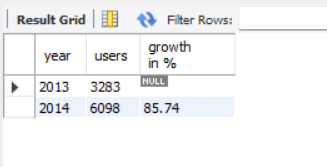 Result Grid Filter Rows:
year users growth
in %
2013 3283 NULL
2014 6098 85.74